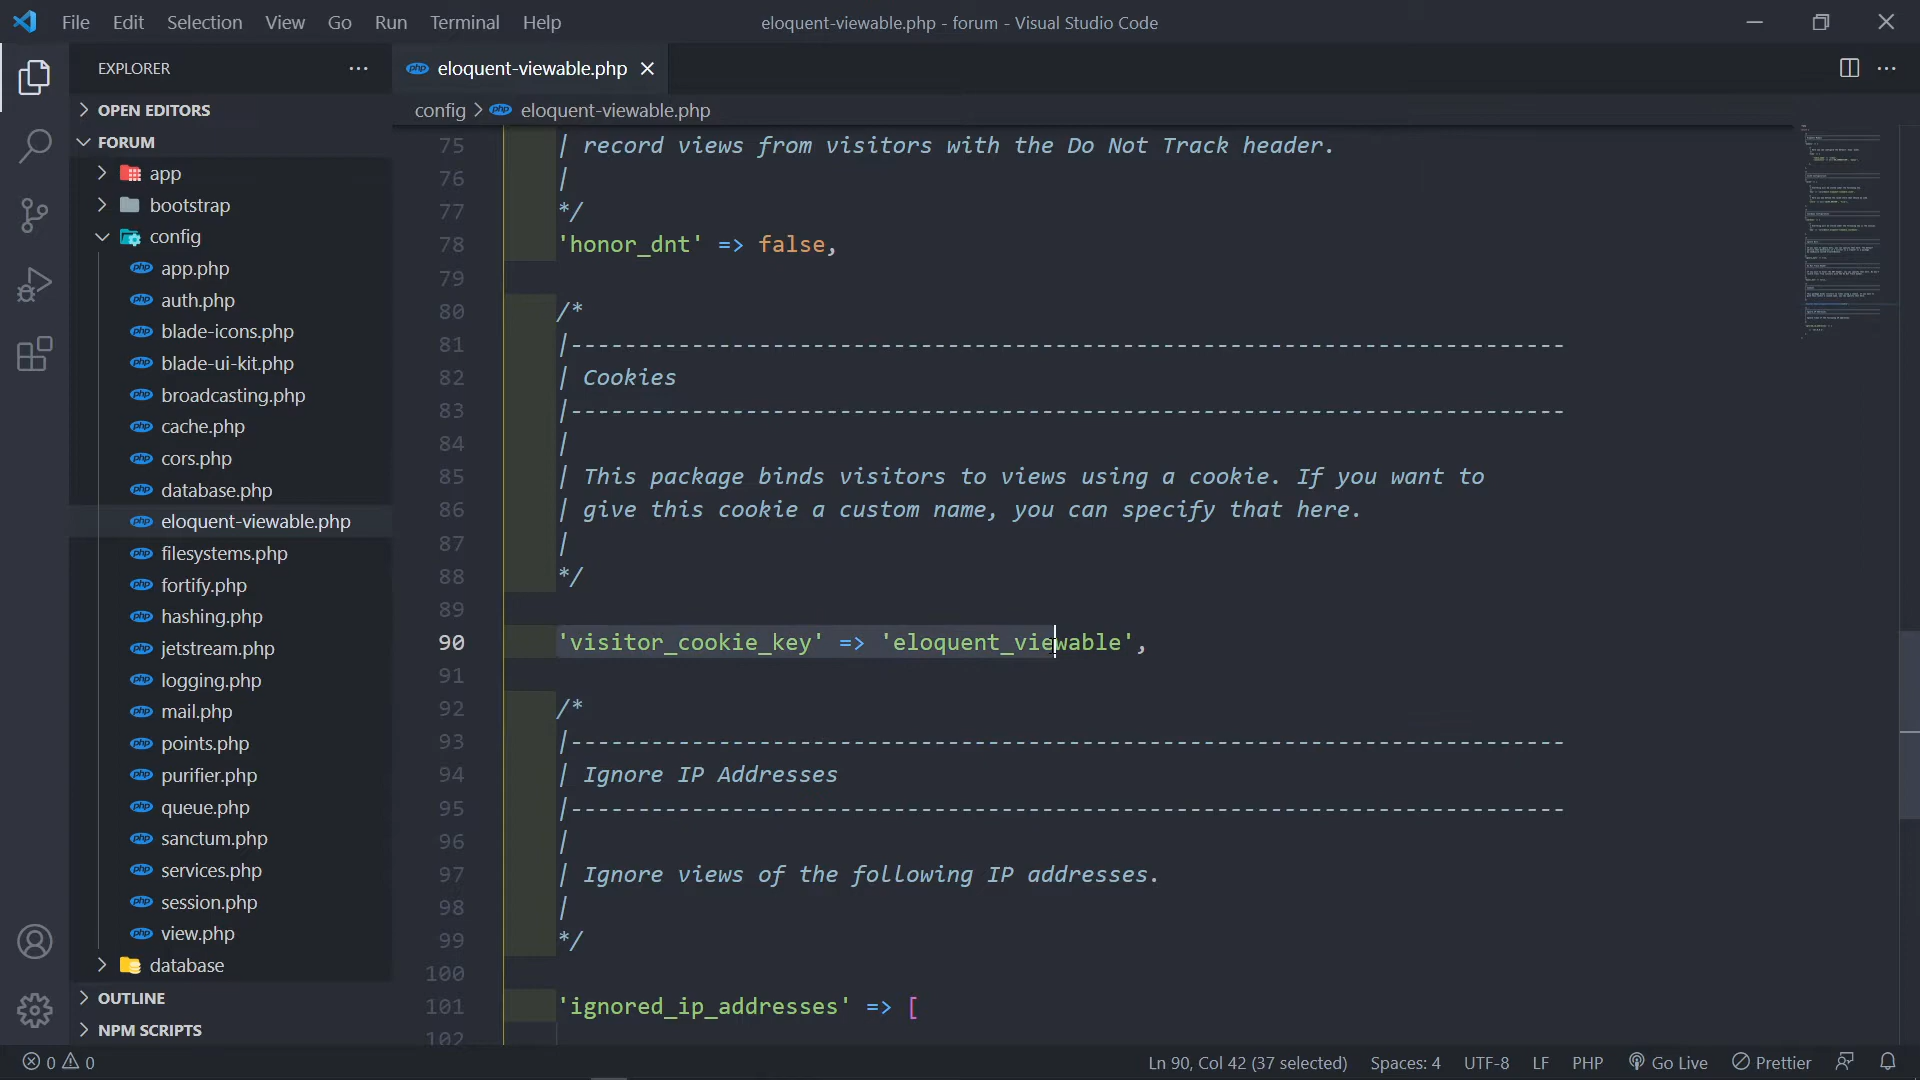 File Edit Selection View Go Run Terminal Help
eloquent-viewable.php - forum - Visual Studio Code
EXPLORER
OPEN EDITORS
FORUM
app
bootstrap
config
app.php
auth.php
blade-icons.php
blade-ui-kit.php
broadcasting.php
cache.php
cors.php
database.php
eloquent-viewable.php
filesystems.php
fortify.php
hashing.php
jetstream.php
logging.php
mail.php
points.php
purifier.php
queue.php
sanctum.php
services.php
session.php
view.php
database
OUTLINE
NPM SCRIPTS
eloquent-viewable.php
config > eloquent-viewable.php
75 | record views from visitors with the Do Not Track header.
76 |
77 */
78 'honor_dnt' => false,
79
80 /*
81 |--------------------------------------------------------------------------
82 | Cookies
83 |--------------------------------------------------------------------------
84 |
85 | This package binds visitors to views using a cookie. If you want to
86 | give this cookie a custom name, you can specify that here.
87 |
88 */
89
90 'visitor_cookie_key' => 'eloquent_viewable',
91
92 /*
93 |--------------------------------------------------------------------------
94 | Ignore IP Addresses
95 |--------------------------------------------------------------------------
96 |
97 | Ignore views of the following IP addresses.
98 |
99 */
100
101 'ignored_ip_addresses' => [
102
0 0
Ln 90, Col 42 (37 selected) Spaces: 4 UTF-8 LF PHP Go Live Prettier